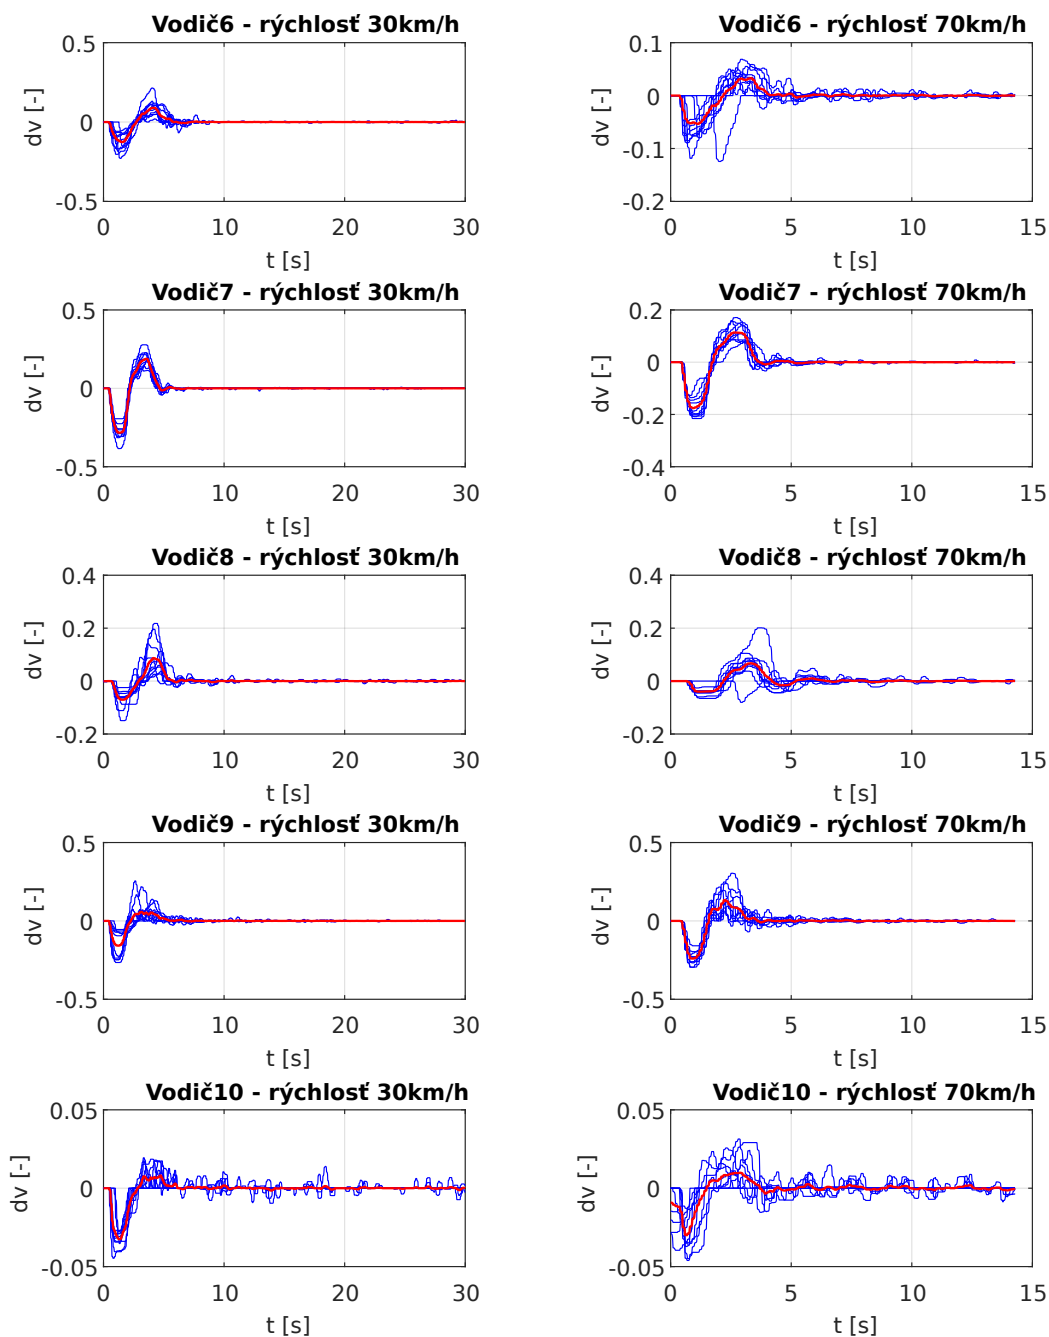 Vodič6 - rýchlosť 30km/h
0.5
0
-0.5
dv [-]
0 10 20 30
t [s]
Vodič6 - rýchlosť 70km/h
0.1
0
-0.1
-0.2
dv [-]
0 5 10 15
t [s]
Vodič7 - rýchlosť 30km/h
0.5
0
-0.5
dv [-]
0 10 20 30
t [s]
Vodič7 - rýchlosť 70km/h
0.2
0
-0.2
-0.4
dv [-]
0 5 10 15
t [s]
Vodič8 - rýchlosť 30km/h
0.4
0.2
0
-0.2
dv [-]
0 10 20 30
t [s]
Vodič8 - rýchlosť 70km/h
0.4
0.2
0
-0.2
dv [-]
0 5 10 15
t [s]
Vodič9 - rýchlosť 30km/h
0.5
0
-0.5
dv [-]
0 10 20 30
t [s]
Vodič9 - rýchlosť 70km/h
0.5
0
-0.5
dv [-]
0 5 10 15
t [s]
Vodič10 - rýchlosť 30km/h
0.05
0
-0.05
dv [-]
0 10 20 30
t [s]
Vodič10 - rýchlosť 70km/h
0.05
0
-0.05
dv [-]
0 5 10 15
t [s]